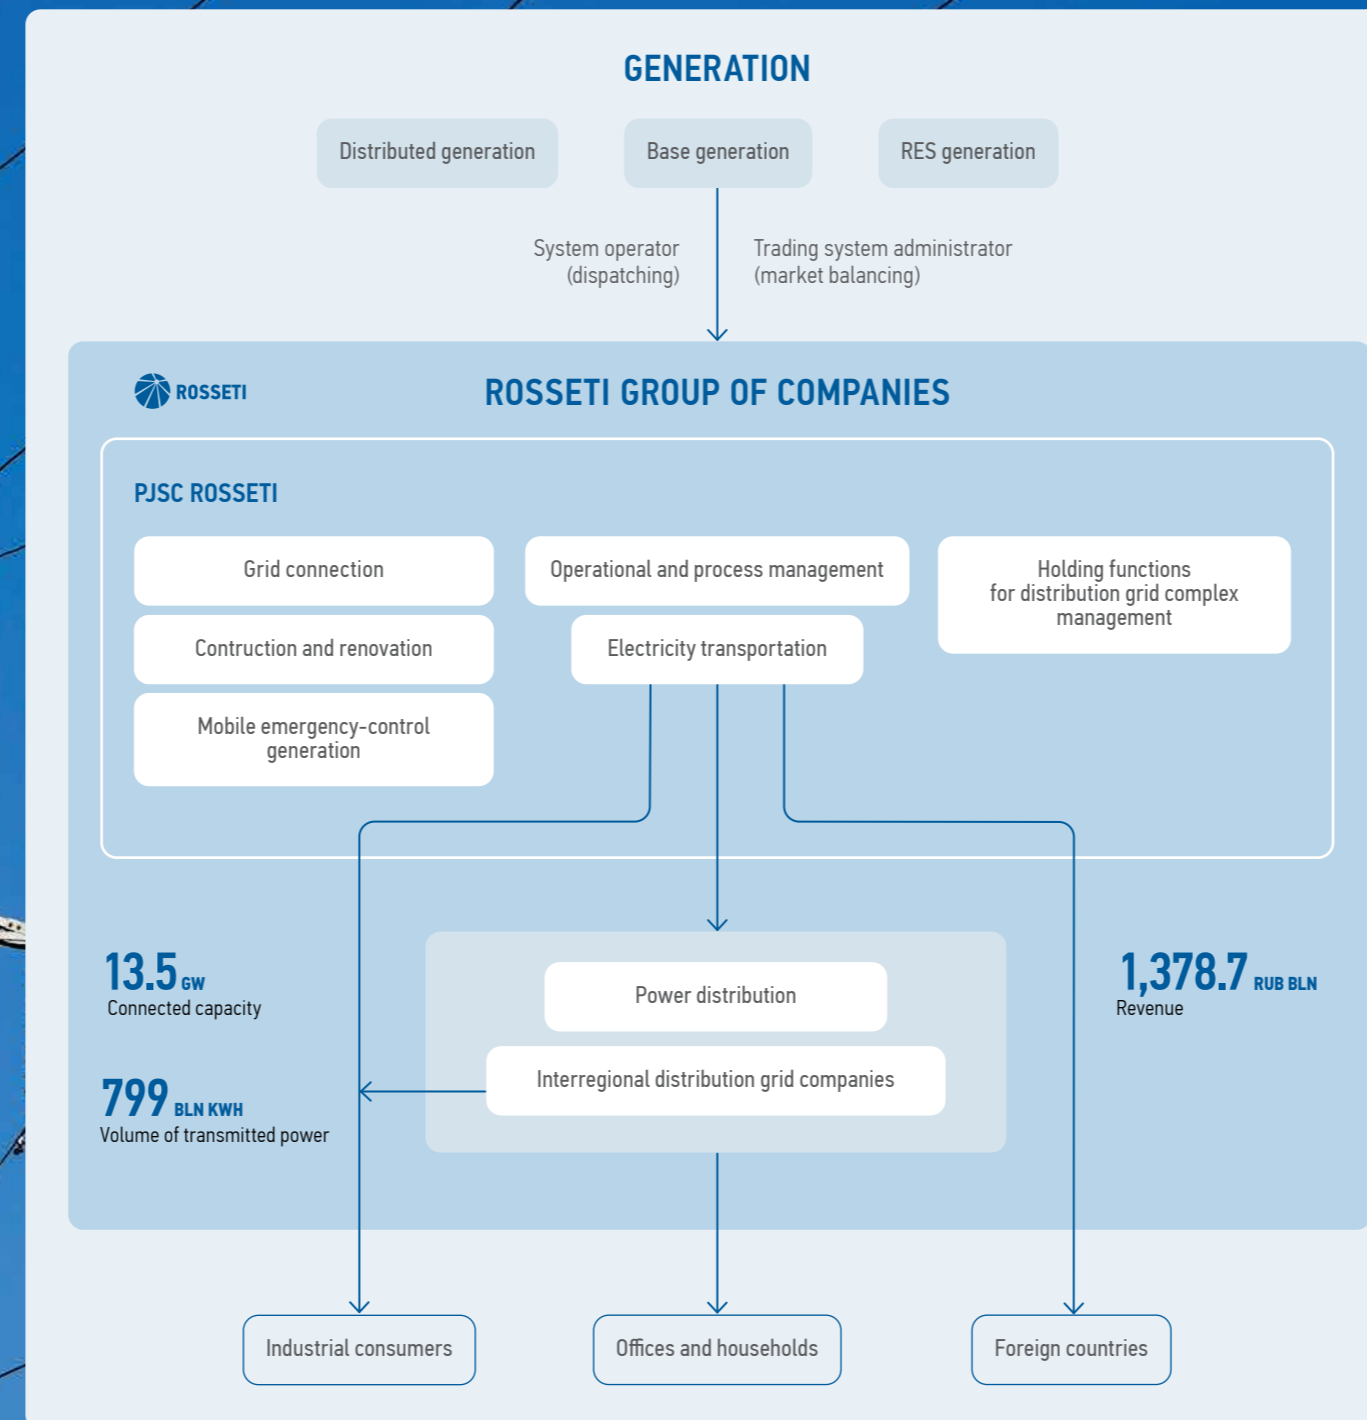 GENERATION
Distributed generation
Base generation
RES generation
System operator
(dispatching)
Trading system administrator
(market balancing)
ROSSETI
ROSSETI GROUP OF COMPANIES
PJSC ROSSETI
Grid connection
Contruction and renovation
Mobile emergency-control
generation
Operational and process management
Electricity transportation
Holding functions
for distribution grid complex
management
13.5 GW
Connected capacity
799 BLN KWH
Volume of transmitted power
Power distribution
Interregional distribution grid companies
1,378.7 RUB BLN
Revenue
Industrial consumers
Offices and households
Foreign countries